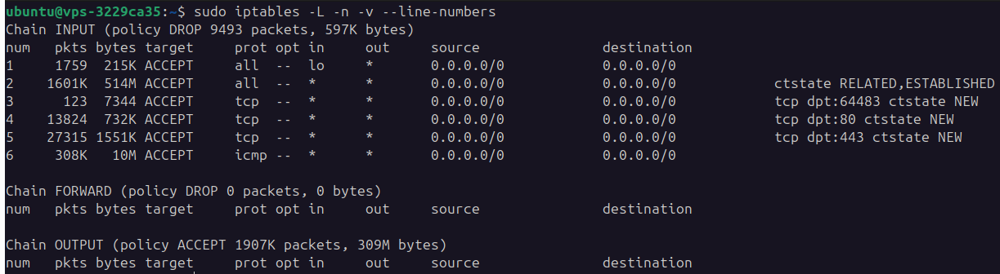 ubuntu@vps-3229ca35:~$ sudo iptables -L -n -v --line-numbers
Chain INPUT (policy DROP 9493 packets, 597K bytes)
num   pkts bytes target     prot opt in     out     source               destination
1     1759  215K ACCEPT     all  --  lo     *       0.0.0.0/0            0.0.0.0/0
2    1601K  514M ACCEPT     all  --  *      *       0.0.0.0/0            0.0.0.0/0            ctstate RELATED,ESTABLISHED
3      123  7344 ACCEPT     tcp  --  *      *       0.0.0.0/0            0.0.0.0/0            tcp dpt:64483 ctstate NEW
4    13824  732K ACCEPT     tcp  --  *      *       0.0.0.0/0            0.0.0.0/0            tcp dpt:80 ctstate NEW
5    27315 1551K ACCEPT     tcp  --  *      *       0.0.0.0/0            0.0.0.0/0            tcp dpt:443 ctstate NEW
6     308K   10M ACCEPT     icmp --  *      *       0.0.0.0/0            0.0.0.0/0
Chain FORWARD (policy DROP 0 packets, 0 bytes)
num   pkts bytes target     prot opt in     out     source               destination
Chain OUTPUT (policy ACCEPT 1907K packets, 309M bytes)
num   pkts bytes target     prot opt in     out     source               destination